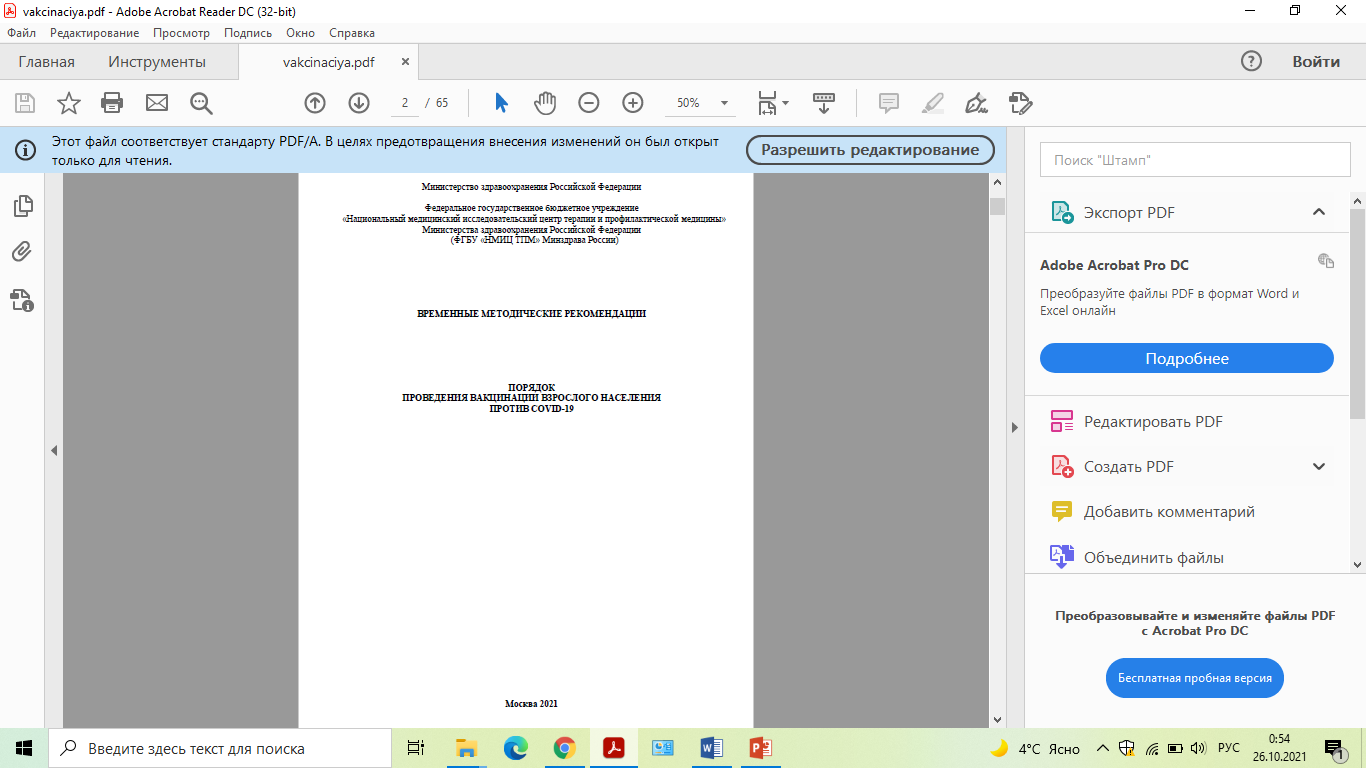 vakcinaciya.pdf - Adobe Acrobat Reader DC (32-bit)
Файл Редактирование Просмотр Подпись Окно Справка
Главная Инструменты vakcinaciya.pdf × ? Войти
2 / 65 50%
Этот файл соответствует стандарту PDF/A. В целях предотвращения внесения изменений он был открыт
только для чтения.
Разрешить редактирование
Министерство здравоохранения Российской Федерации
Федеральное государственное бюджетное учреждение
«Национальный медицинский исследовательский центр терапии и профилактической медицины»
Министерства здравоохранения Российской Федерации
(ФГБУ «НМИЦ ТПМ» Минздрава России)
ВРЕМЕННЫЕ МЕТОДИЧЕСКИЕ РЕКОМЕНДАЦИИ
ПОРЯДОК
ПРОВЕДЕНИЯ ВАКЦИНАЦИИ ВЗРОСЛОГО НАСЕЛЕНИЯ
ПРОТИВ COVID-19
Москва 2021
Поиск "Штамп"
Экспорт PDF
Adobe Acrobat Pro DC
Преобразуйте файлы PDF в формат Word и
Excel онлайн
Подробнее
Редактировать PDF
Создать PDF
Добавить комментарий
Объединить файлы
Преобразовывайте и изменяйте файлы PDF
с Acrobat Pro DC
Бесплатная пробная версия
Введите здесь текст для поиска
4°C Ясно
РУС
0:54
26.10.2021
1